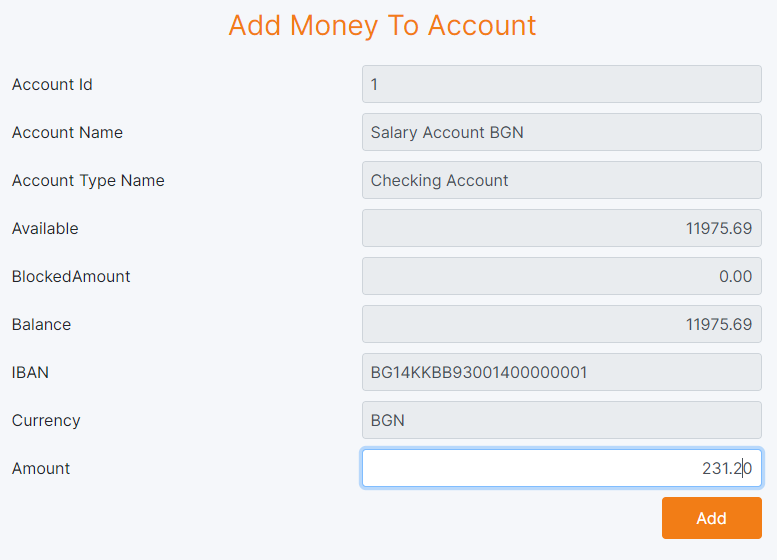 Add Money To Account
Account Id 1
Account Name Salary Account BGN
Account Type Name Checking Account
Available 11975.69
BlockedAmount 0.00
Balance 11975.69
IBAN BG14KKBB93001400000001
Currency BGN
Amount 231.20
Add